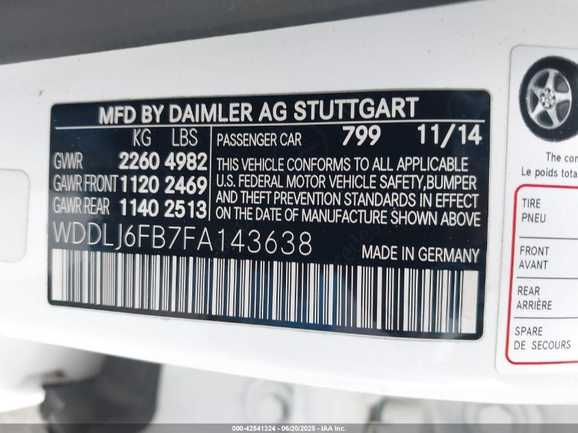 MFD BY DAIMLER AG STUTTGART
KG LBS PASSENGER CAR 799 11/14
GVWR 2260 4982 THIS VEHICLE CONFORMS TO ALL APPLICABLE
GAWR FRONT 1120 2469 U.S. FEDERAL MOTOR VEHICLE SAFETY, BUMPER
GAWR REAR 1140 2513 AND THEFT PREVENTION STANDARDS IN EFFECT
ON THE DATE OF MANUFACTURE SHOWN ABOVE.
WDDLJ6FB7FA143638
MADE IN GERMANY
The con
Le poids total
TIRE
PNEU
FRONT
AVANT
REAR
ARRIÈRE
SPARE
DE SECOURS
000-42541324 - 06/20/2025 - IAA Inc.